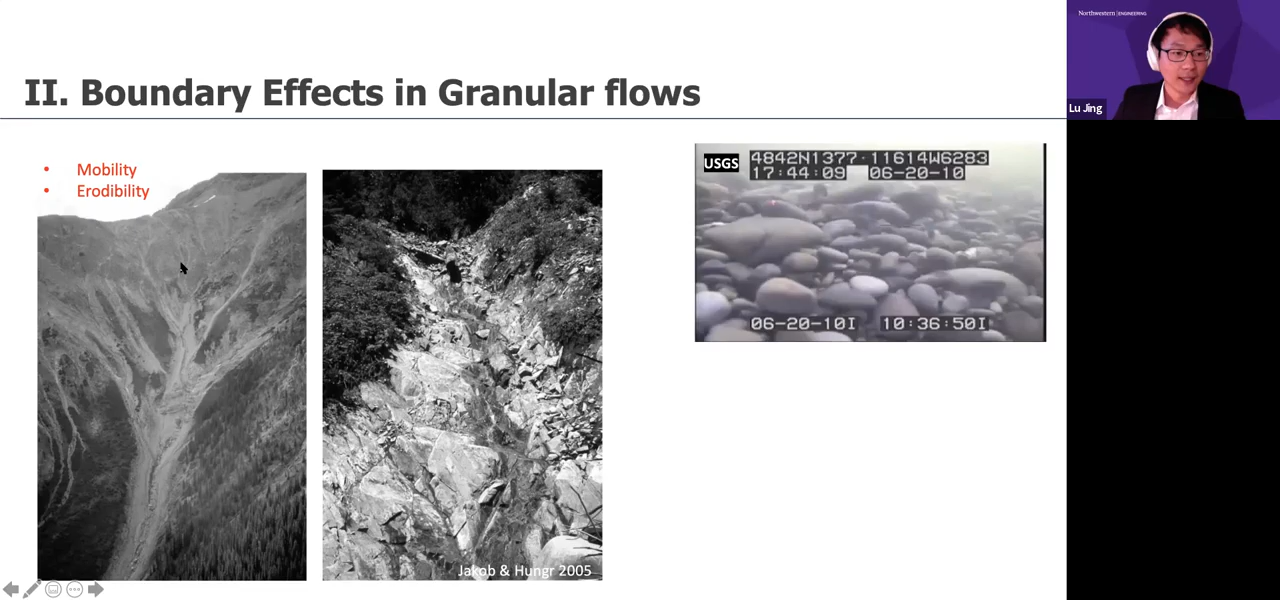 II. Boundary Effects in Granular flows
• Mobility
• Erodibility
Jakob & Hungr 2005
USGS
4842N1377·11614W6283
17:44:09 06-20-10
06-20-10I 10:36:50I
Northwestern | ENGINEERING
Lu Jing